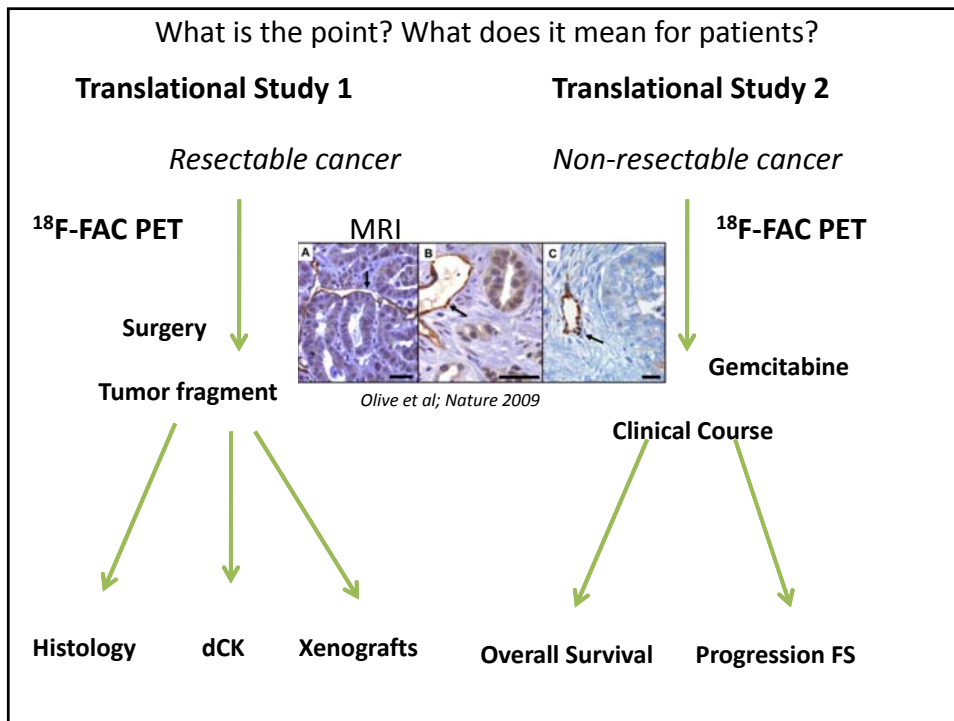 What is the point? What does it mean for patients?
Translational Study 1
Translational Study 2
Resectable cancer
Non-resectable cancer
¹⁸F-FAC PET
MRI
¹⁸F-FAC PET
A
B
C
Surgery
Gemcitabine
Tumor fragment
Olive et al; Nature 2009
Clinical Course
Histology
dCK
Xenografts
Overall Survival
Progression FS